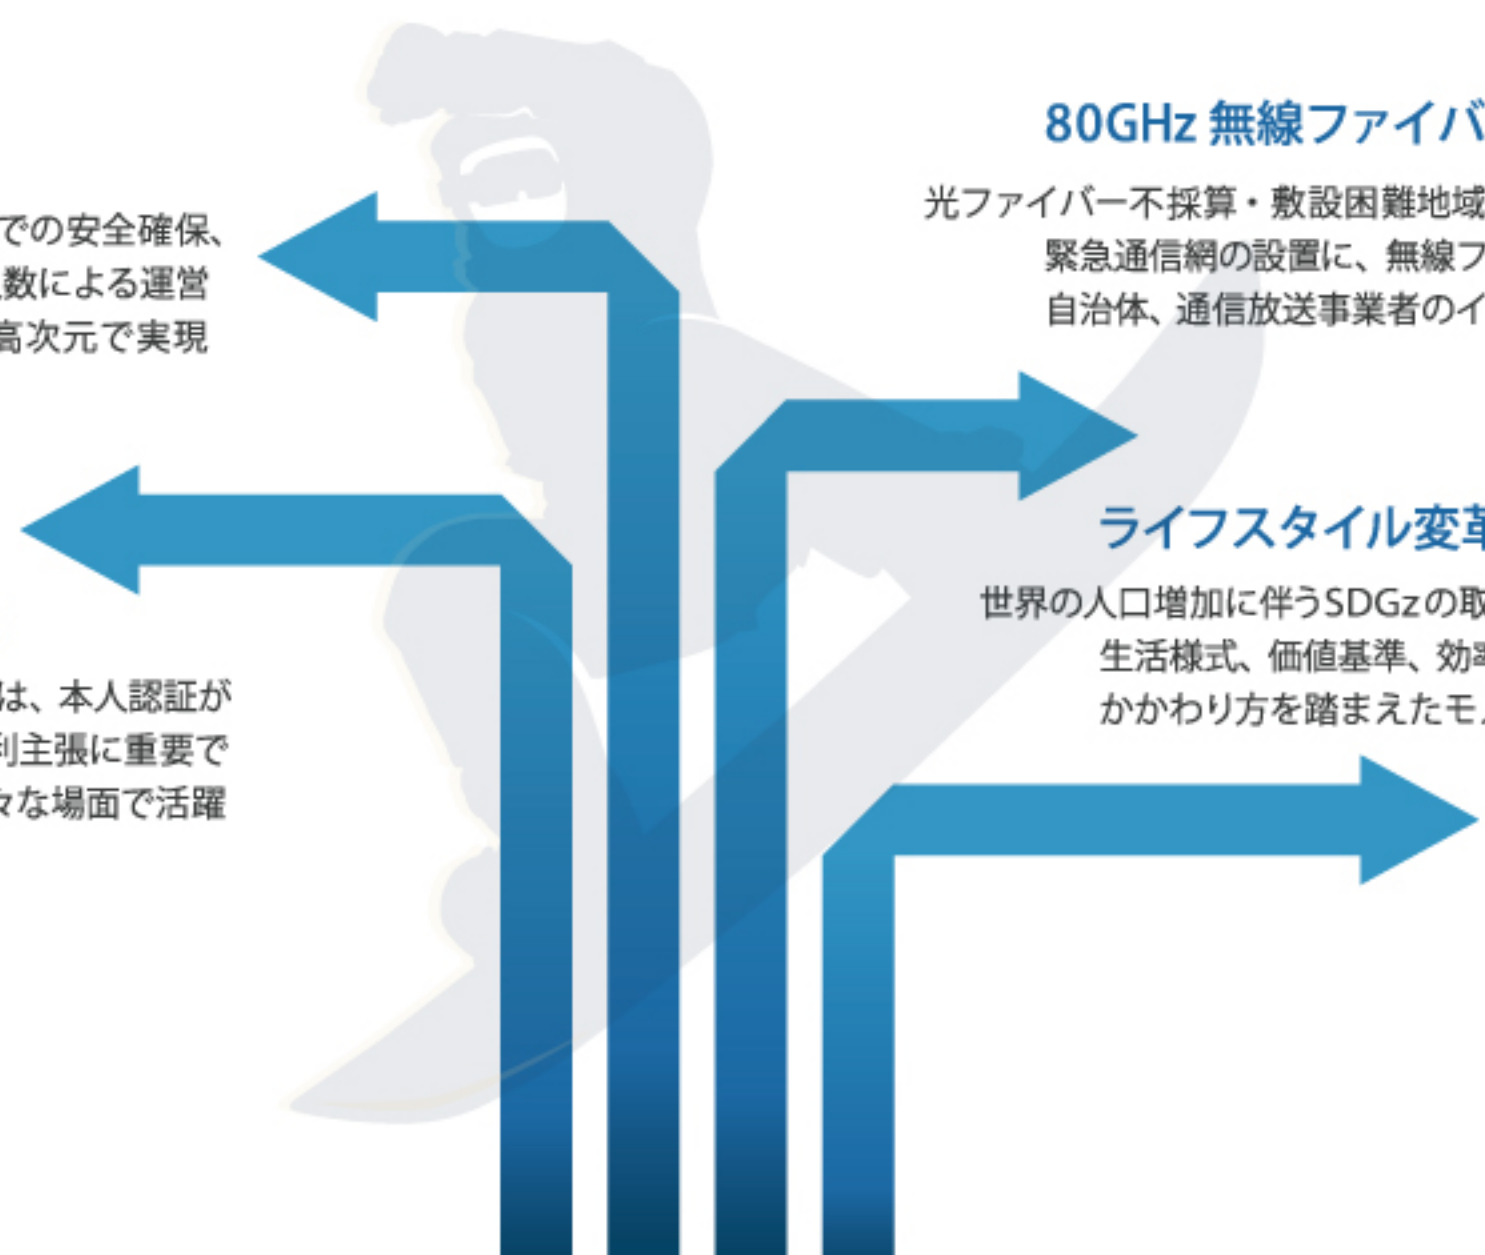 での安全確保、
数による運営
高次元で実現
は、本人認証が
利主張に重要で
々な場面で活躍
80GHz 無線ファイバ
光ファイバー不採算・敷設困難地域
緊急通信網の設置に、無線フ
自治体、通信放送事業者のイ
ライフスタイル変革
世界の人口増加に伴うSDGzの取
生活様式、価値基準、効率
かかわり方を踏まえたモ